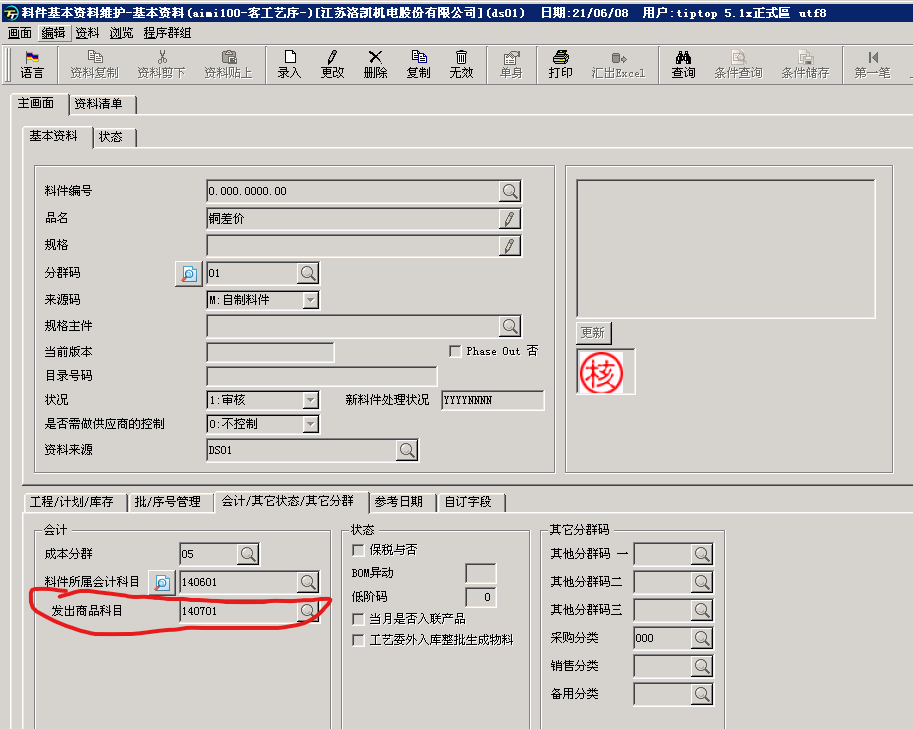 料件基本资料维护-基本资料(aimi100-客工艺序-)[江苏洛凯机电股份有限公司](ds01) 日期:21/06/08 用户:tiptop 5.1x正式區 utf8
画面 编辑 资料 浏览 程序群组
语言 资料复制 资料剪下 资料贴上 录入 更改 删除 复制 无效 单身 打印 汇出Excel 查询 条件查询 条件储存 第一笔
主画面 资料清单
基本资料 状态
料件编号 0.000.0000.00
品名 铜差价
规格
分群码 01
来源码 M:自制料件
规格主件
当前版本 Phase Out 否
目录号码
状况 1:审核 新料件处理状况 YYYYNNNN
是否需做供应商的控制 0:不控制
资料来源 DS01
更新
核
工程/计划/库存 批/序号管理 会计/其它状态/其它分群 参考日期 自订字段
会计
成本分群 05
料件所属会计科目 140601
发出商品科目 140701
状态
保税与否
BOM异动
低阶码 0
当月是否入联产品
工艺委外入库整批生成物料
其它分群码
其他分群码 一
其他分群码二
其他分群码三
采购分类 000
销售分类
备用分类